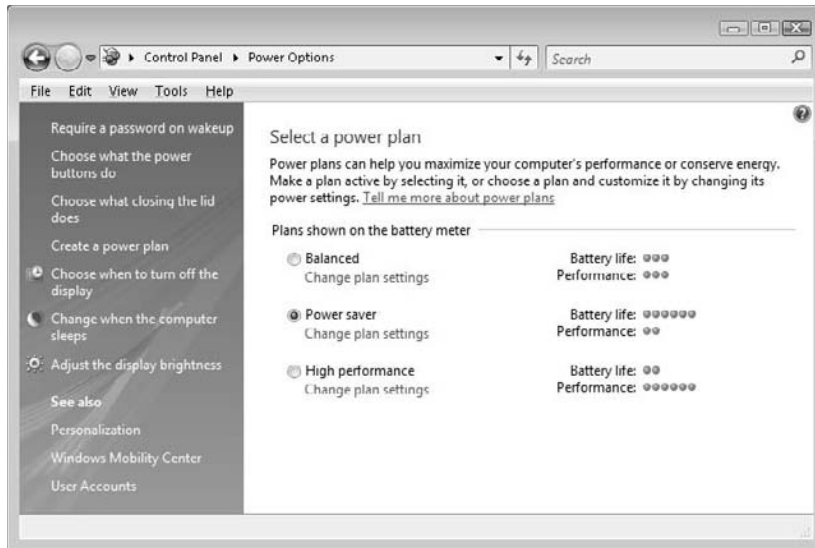 Control Panel Power Options
Search
File Edit View Tools Help
Require a password on wakeup
Choose what the power
buttons do
Choose what closing the lid
does
Create a power plan
Choose when to turn off the
display
Change when the computer
sleeps
Adjust the display brightness
See also
Personalization
Windows Mobility Center
User Accounts
Select a power plan
Power plans can help you maximize your computer's performance or conserve energy.
Make a plan active by selecting it, or choose a plan and customize it by changing its
power settings. Tell me more about power plans
Plans shown on the battery meter
Balanced Battery life:
Change plan settings Performance:
Power saver Battery life:
Change plan settings Performance:
High performance Battery life:
Change plan settings Performance: